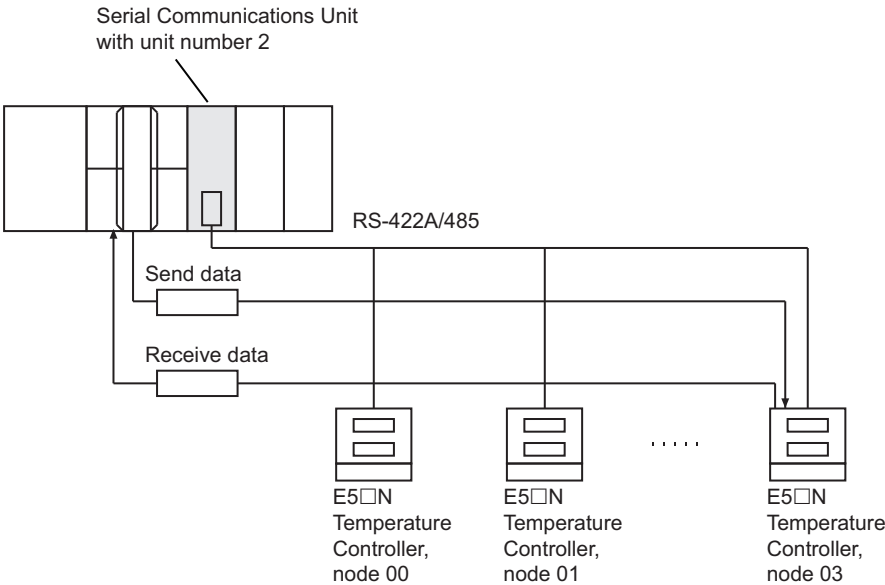 Serial Communications Unit
with unit number 2
RS-422A/485
Send data
Receive data
E5□N
Temperature
Controller,
node 00
E5□N
Temperature
Controller,
node 01
E5□N
Temperature
Controller,
node 03